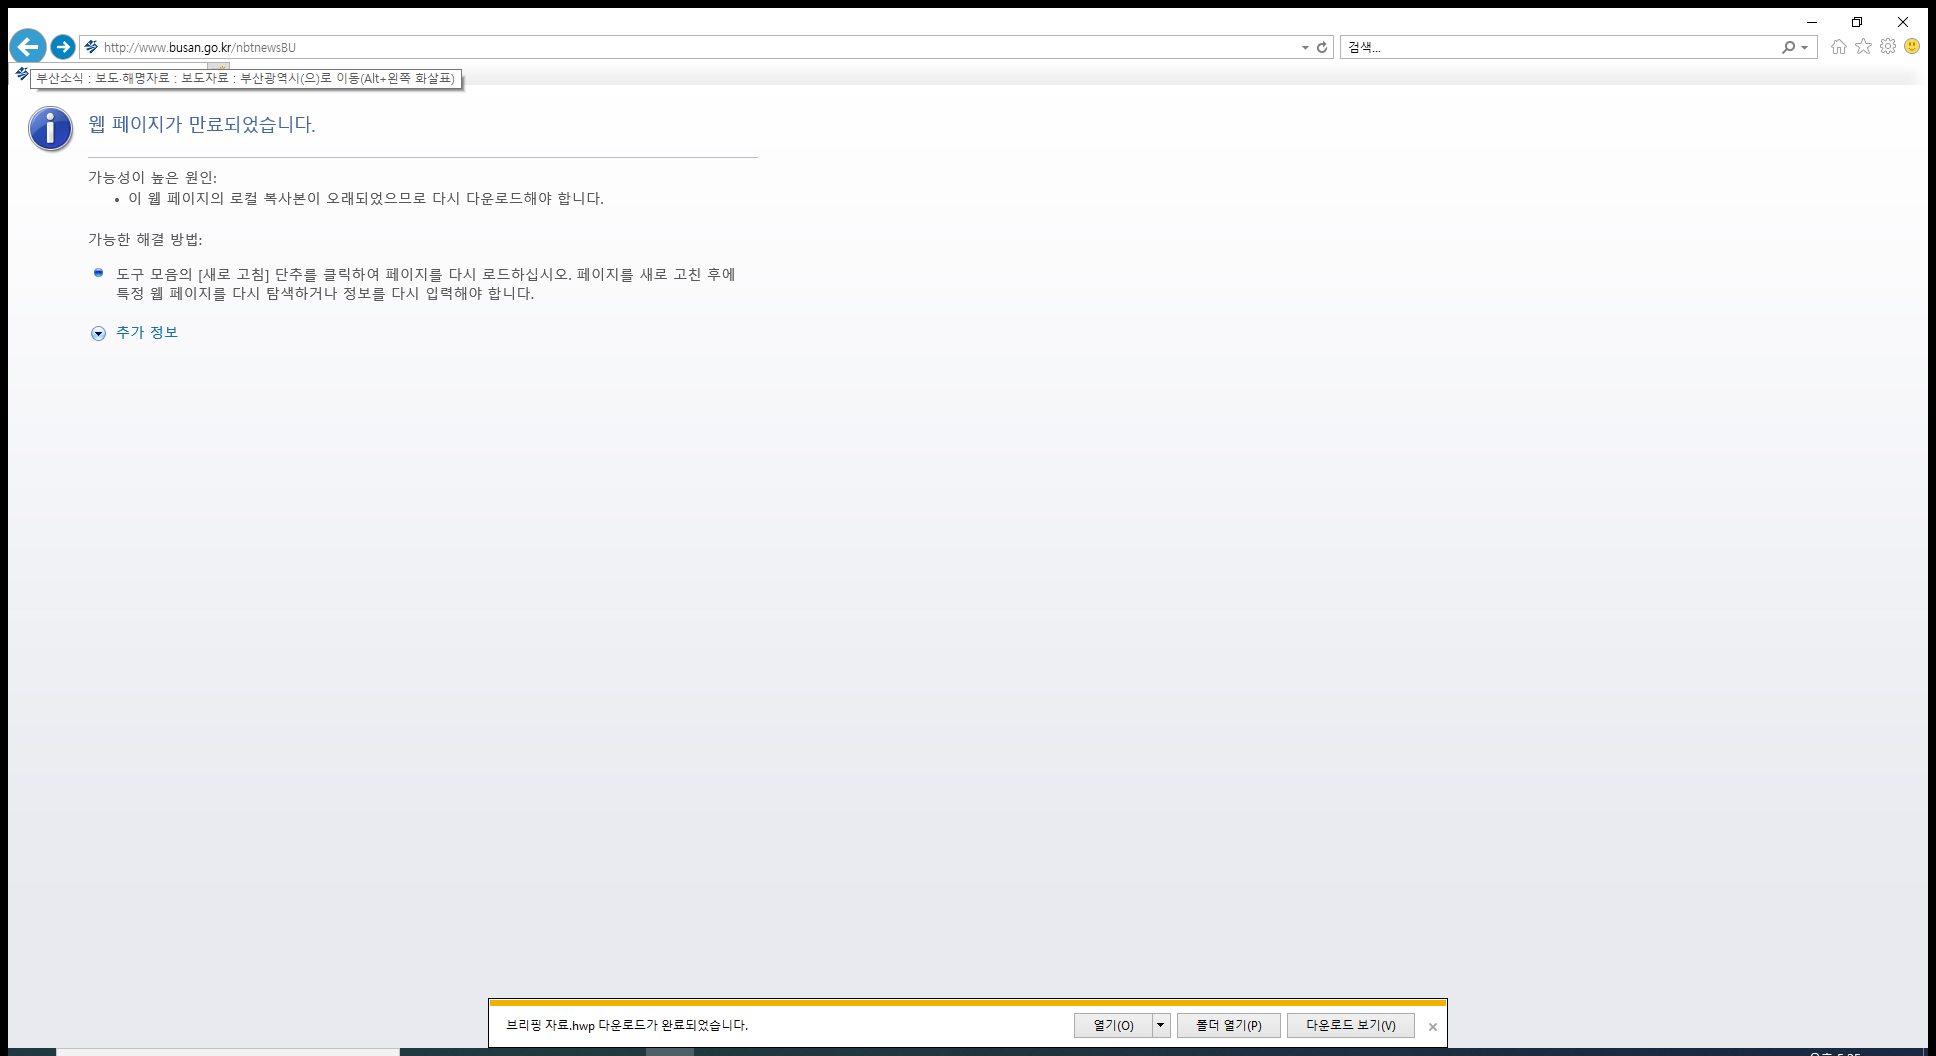 http://www.busan.go.kr/nbtnewsBU
검색...
부산소식 : 보도·해명자료 : 보도자료 : 부산광역시(으)로 이동(Alt+왼쪽 화살표)
웹 페이지가 만료되었습니다.
가능성이 높은 원인:
• 이 웹 페이지의 로컬 복사본이 오래되었으므로 다시 다운로드해야 합니다.
가능한 해결 방법:
도구 모음의 [새로 고침] 단추를 클릭하여 페이지를 다시 로드하십시오. 페이지를 새로 고친 후에
특정 웹 페이지를 다시 탐색하거나 정보를 다시 입력해야 합니다.
추가 정보
브리핑 자료.hwp 다운로드가 완료되었습니다.
열기(O)
폴더 열기(P)
다운로드 보기(V)